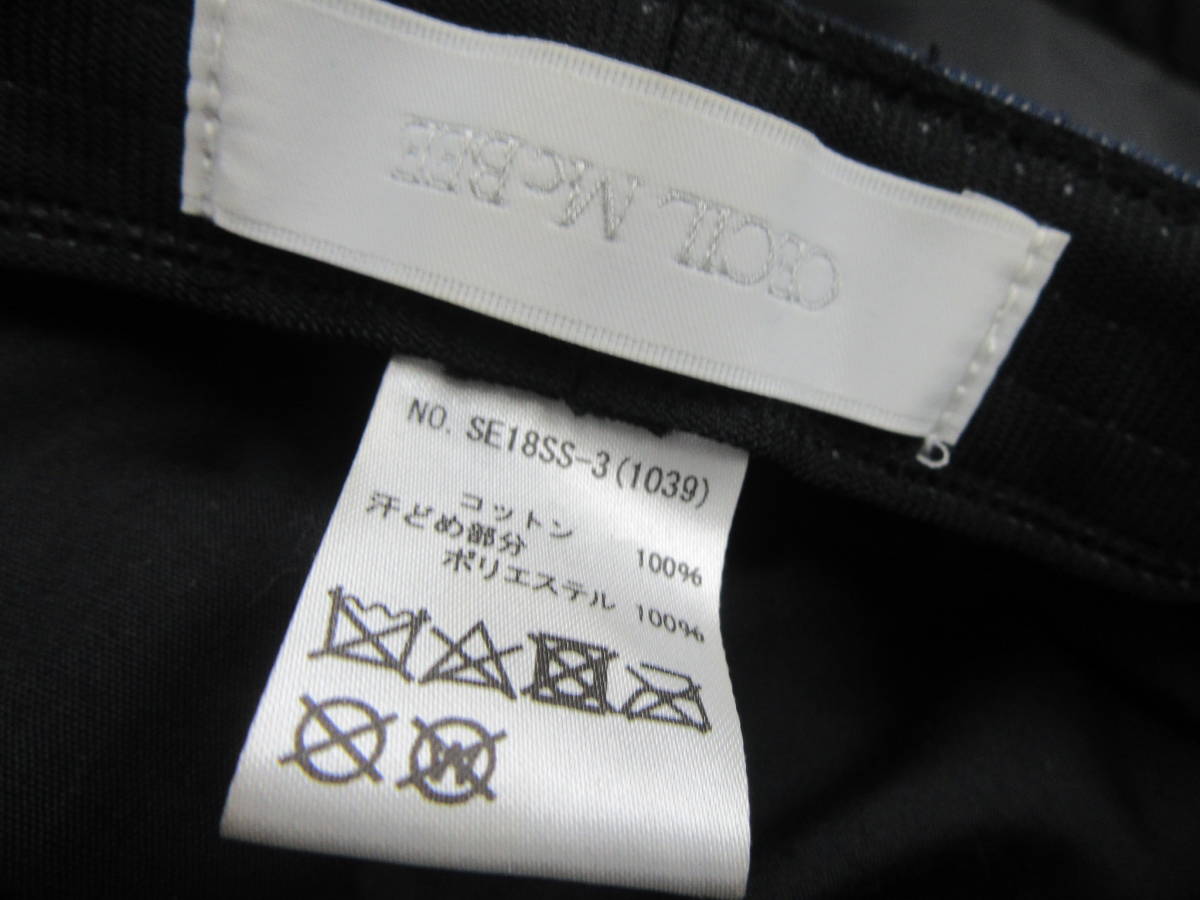 CECIL McBEE
NO. SE18SS-3(1039)
コットン 100%
汗どめ部分
ポリエステル 100%
W